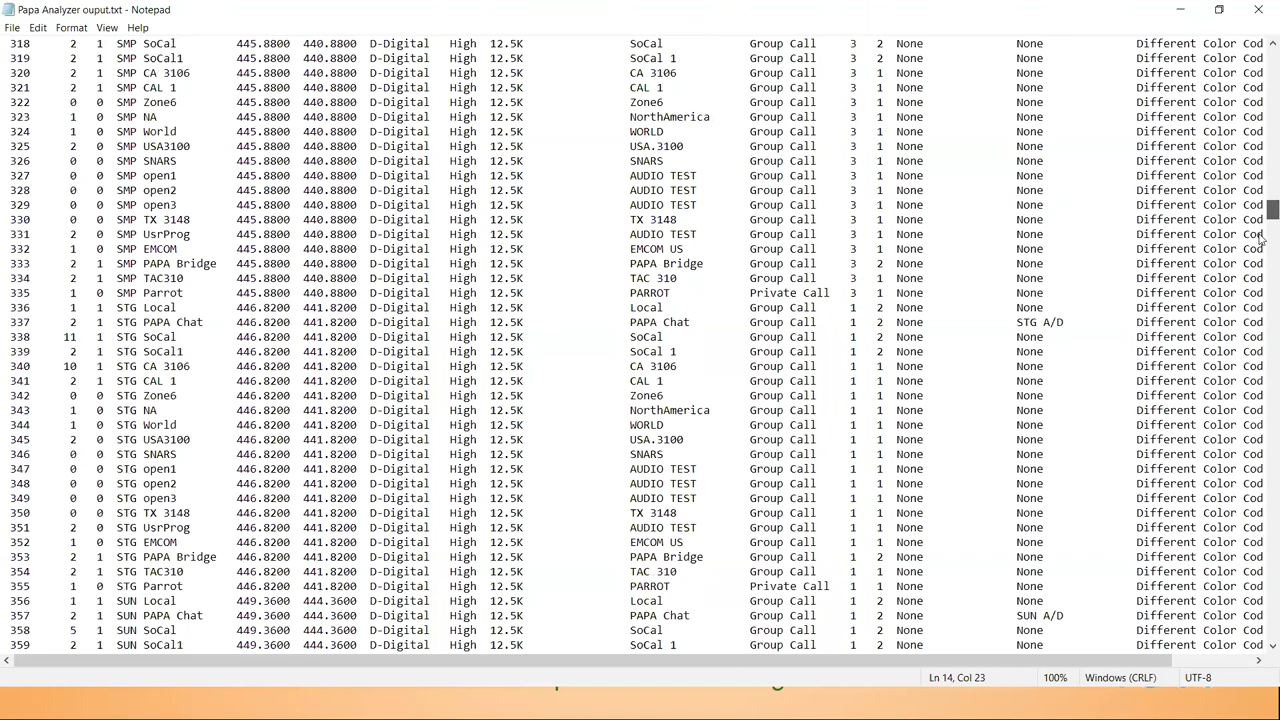 Papa Analyzer ouput.txt - Notepad
File Edit Format View Help
318 2 1 SMP SoCal 445.8800 440.8800 D-Digital High 12.5K SoCal Group Call 3 2 None None Different Color Cod
319 2 1 SMP SoCal1 445.8800 440.8800 D-Digital High 12.5K SoCal 1 Group Call 3 2 None None Different Color Cod
320 2 1 SMP CA 3106 445.8800 440.8800 D-Digital High 12.5K CA 3106 Group Call 3 1 None None Different Color Cod
321 2 1 SMP CAL 1 445.8800 440.8800 D-Digital High 12.5K CAL 1 Group Call 3 1 None None Different Color Cod
322 0 0 SMP Zone6 445.8800 440.8800 D-Digital High 12.5K Zone6 Group Call 3 1 None None Different Color Cod
323 1 0 SMP NA 445.8800 440.8800 D-Digital High 12.5K NorthAmerica Group Call 3 1 None None Different Color Cod
324 1 0 SMP World 445.8800 440.8800 D-Digital High 12.5K WORLD Group Call 3 1 None None Different Color Cod
325 2 0 SMP USA3100 445.8800 440.8800 D-Digital High 12.5K USA.3100 Group Call 3 1 None None Different Color Cod
326 0 0 SMP SNARS 445.8800 440.8800 D-Digital High 12.5K SNARS Group Call 3 1 None None Different Color Cod
327 0 0 SMP open1 445.8800 440.8800 D-Digital High 12.5K AUDIO TEST Group Call 3 1 None None Different Color Cod
328 0 0 SMP open2 445.8800 440.8800 D-Digital High 12.5K AUDIO TEST Group Call 3 1 None None Different Color Cod
329 0 0 SMP open3 445.8800 440.8800 D-Digital High 12.5K AUDIO TEST Group Call 3 1 None None Different Color Cod
330 0 0 SMP TX 3148 445.8800 440.8800 D-Digital High 12.5K TX 3148 Group Call 3 1 None None Different Color Cod
331 2 0 SMP UsrProg 445.8800 440.8800 D-Digital High 12.5K AUDIO TEST Group Call 3 1 None None Different Color Cod
332 1 0 SMP EMCOM 445.8800 440.8800 D-Digital High 12.5K EMCOM US Group Call 3 1 None None Different Color Cod
333 2 1 SMP PAPA Bridge 445.8800 440.8800 D-Digital High 12.5K PAPA Bridge Group Call 3 2 None None Different Color Cod
334 2 1 SMP TAC310 445.8800 440.8800 D-Digital High 12.5K TAC 310 Group Call 3 1 None None Different Color Cod
335 1 0 SMP Parrot 445.8800 440.8800 D-Digital High 12.5K PARROT Private Call 3 1 None None Different Color Cod
336 1 1 STG Local 446.8200 441.8200 D-Digital High 12.5K Local Group Call 1 2 None None Different Color Cod
337 2 1 STG PAPA Chat 446.8200 441.8200 D-Digital High 12.5K PAPA Chat Group Call 1 2 None STG A/D Different Color Cod
338 11 1 STG SoCal 446.8200 441.8200 D-Digital High 12.5K SoCal Group Call 1 2 None None Different Color Cod
339 2 1 STG SoCal1 446.8200 441.8200 D-Digital High 12.5K SoCal 1 Group Call 1 2 None None Different Color Cod
340 10 1 STG CA 3106 446.8200 441.8200 D-Digital High 12.5K CA 3106 Group Call 1 1 None None Different Color Cod
341 2 1 STG CAL 1 446.8200 441.8200 D-Digital High 12.5K CAL 1 Group Call 1 1 None None Different Color Cod
342 0 0 STG Zone6 446.8200 441.8200 D-Digital High 12.5K Zone6 Group Call 1 1 None None Different Color Cod
343 1 0 STG NA 446.8200 441.8200 D-Digital High 12.5K NorthAmerica Group Call 1 1 None None Different Color Cod
344 1 0 STG World 446.8200 441.8200 D-Digital High 12.5K WORLD Group Call 1 1 None None Different Color Cod
345 2 0 STG USA3100 446.8200 441.8200 D-Digital High 12.5K USA.3100 Group Call 1 1 None None Different Color Cod
346 0 0 STG SNARS 446.8200 441.8200 D-Digital High 12.5K SNARS Group Call 1 1 None None Different Color Cod
347 0 0 STG open1 446.8200 441.8200 D-Digital High 12.5K AUDIO TEST Group Call 1 1 None None Different Color Cod
348 0 0 STG open2 446.8200 441.8200 D-Digital High 12.5K AUDIO TEST Group Call 1 1 None None Different Color Cod
349 0 0 STG open3 446.8200 441.8200 D-Digital High 12.5K AUDIO TEST Group Call 1 1 None None Different Color Cod
350 0 0 STG TX 3148 446.8200 441.8200 D-Digital High 12.5K TX 3148 Group Call 1 1 None None Different Color Cod
351 2 0 STG UsrProg 446.8200 441.8200 D-Digital High 12.5K AUDIO TEST Group Call 1 1 None None Different Color Cod
352 1 0 STG EMCOM 446.8200 441.8200 D-Digital High 12.5K EMCOM US Group Call 1 1 None None Different Color Cod
353 2 1 STG PAPA Bridge 446.8200 441.8200 D-Digital High 12.5K PAPA Bridge Group Call 1 2 None None Different Color Cod
354 2 1 STG TAC310 446.8200 441.8200 D-Digital High 12.5K TAC 310 Group Call 1 1 None None Different Color Cod
355 1 0 STG Parrot 446.8200 441.8200 D-Digital High 12.5K PARROT Private Call 1 1 None None Different Color Cod
356 1 1 SUN Local 449.3600 444.3600 D-Digital High 12.5K Local Group Call 1 2 None None Different Color Cod
357 2 1 SUN PAPA Chat 449.3600 444.3600 D-Digital High 12.5K PAPA Chat Group Call 1 2 None SUN A/D Different Color Cod
358 5 1 SUN SoCal 449.3600 444.3600 D-Digital High 12.5K SoCal Group Call 1 2 None None Different Color Cod
359 2 1 SUN SoCal1 449.3600 444.3600 D-Digital High 12.5K SoCal 1 Group Call 1 2 None None Different Color Cod
Ln 14, Col 23 100% Windows (CRLF) UTF-8